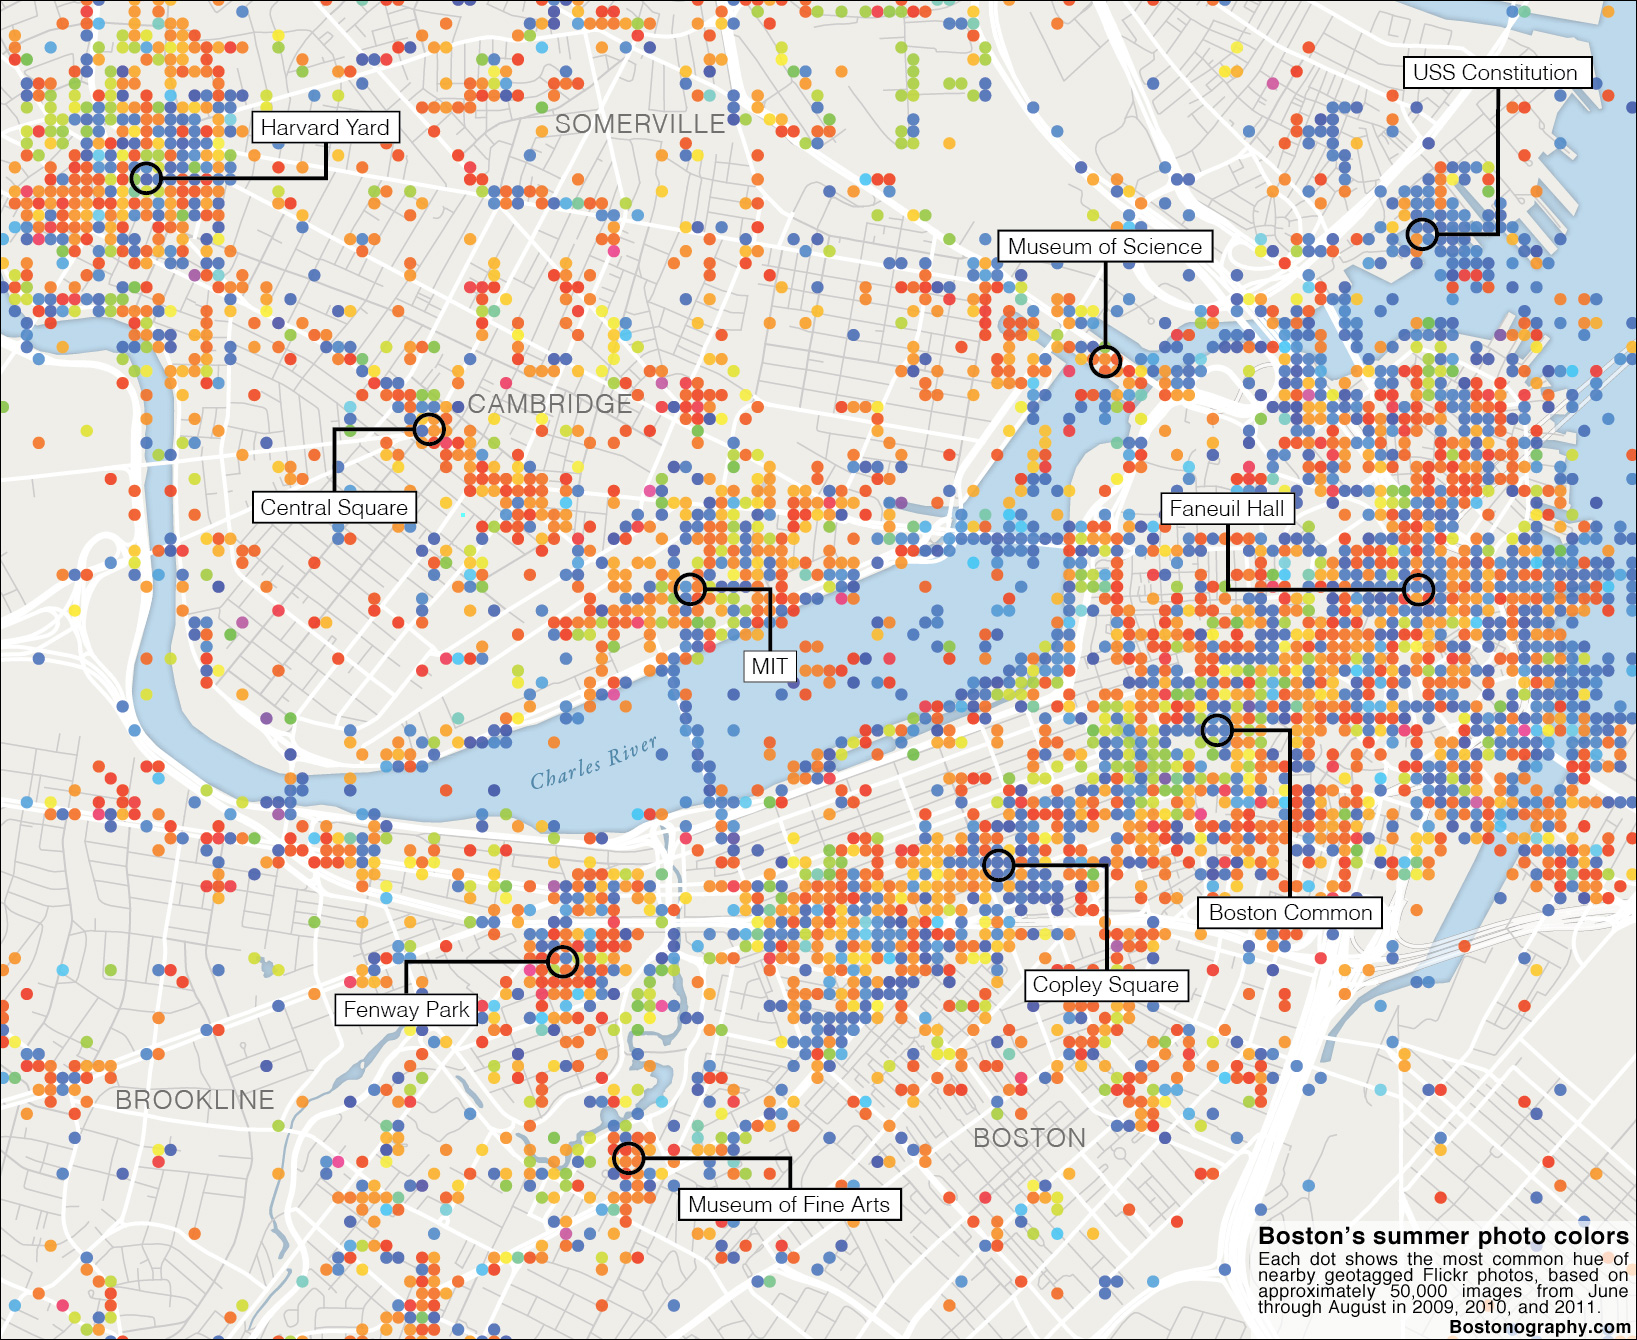 USS Constitution
SOMERVILLE
Harvard Yard
Museum of Science
CAMBRIDGE
Central Square
Faneuil Hall
MIT
Charles River
Boston Common
Copley Square
Fenway Park
BROOKLINE
BOSTON
Museum of Fine Arts
Boston's summer photo colors
Each dot shows the most common hue of
nearby geotagged Flickr photos, based on
approximately 50,000 images from June
through August in 2009, 2010, and 2011.
Bostonography.com